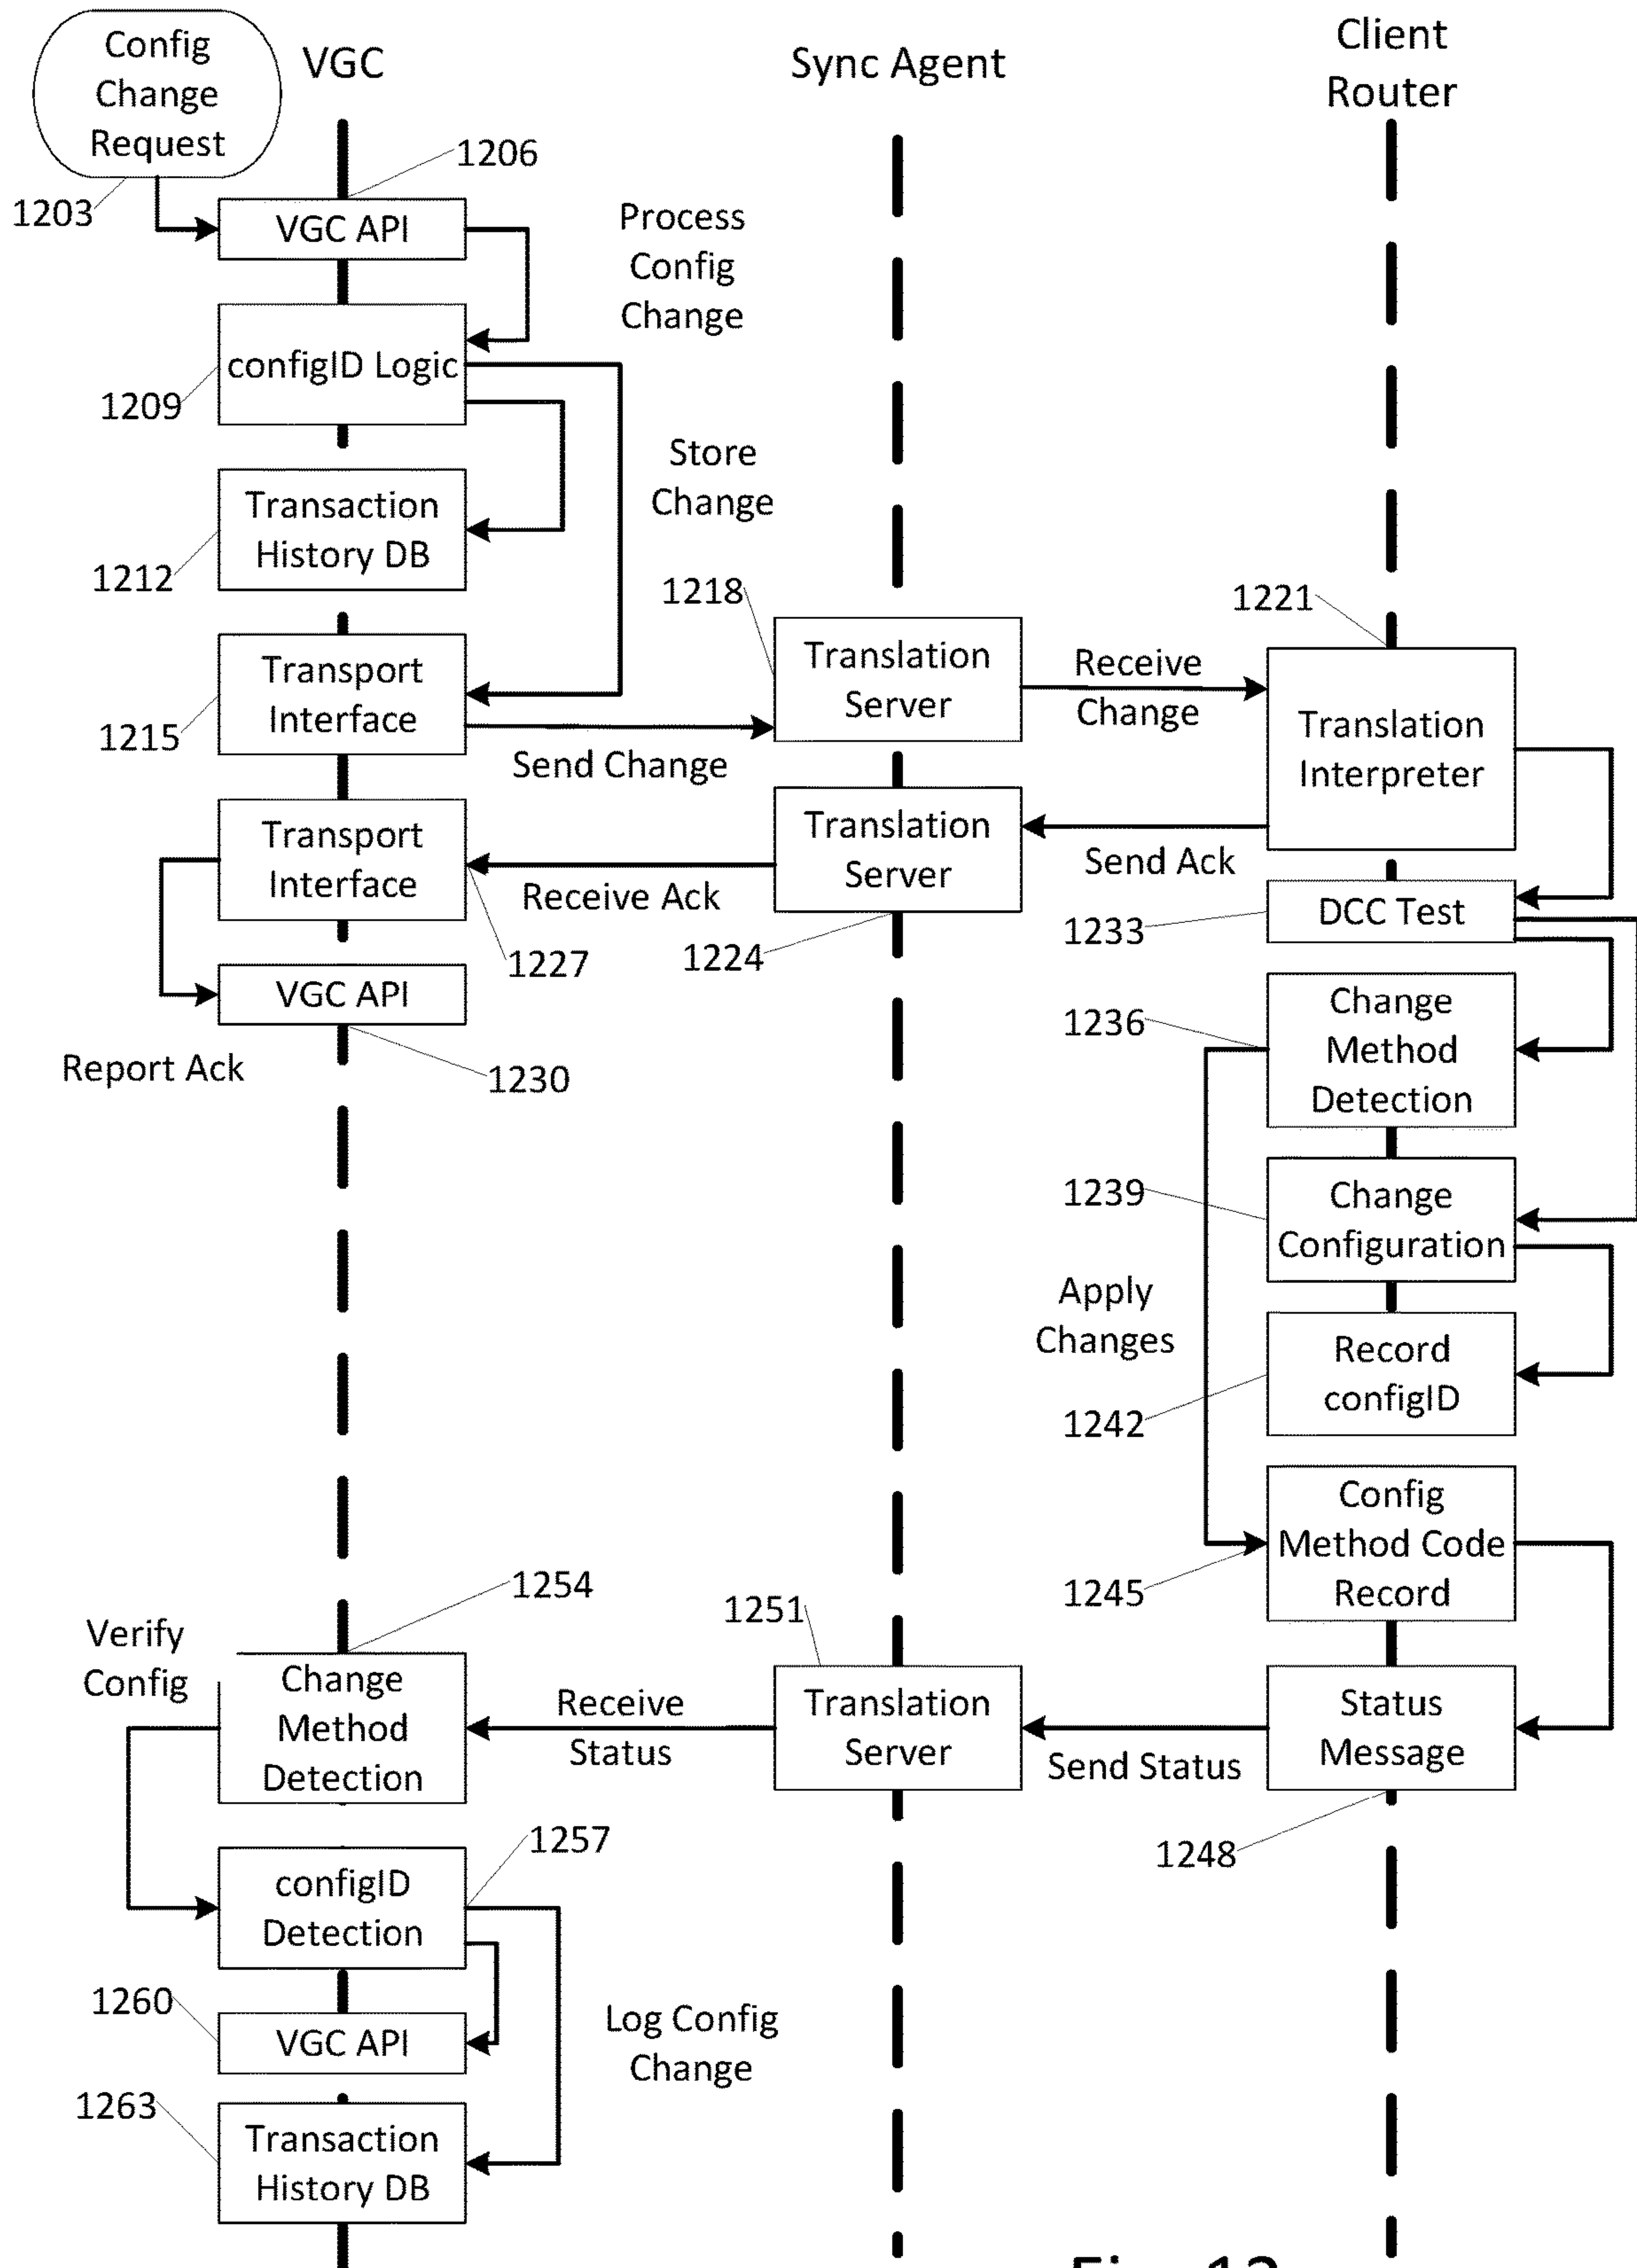 Config
Change
Request
VGC
Sync Agent
Client
Router
1203
1206
VGC API
Process
Config
Change
configID Logic
1209
Store
Change
Transaction
History DB
1212
1218
1221
Transport
Interface
1215
Translation
Server
Receive
Change
Translation
Interpreter
Send Change
Transport
Interface
Translation
Server
Send Ack
Receive Ack
DCC Test
1233
1227
1224
VGC API
Report Ack
1230
Change
Method
Detection
1236
Change
Configuration
1239
Apply
Changes
Record
configID
1242
Config
Method Code
Record
1245
1254
1251
Verify
Config
Change
Method
Detection
Receive
Status
Translation
Server
Send Status
Status
Message
1248
1257
configID
Detection
1260
VGC API
Log Config
Change
1263
Transaction
History DB